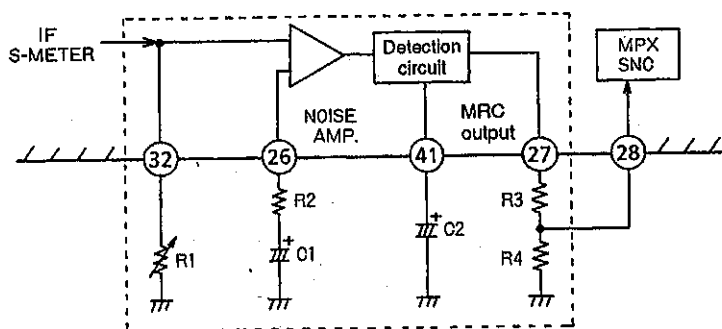 IF
S-METER
Detection
circuit
MPX
SNC
NOISE
AMP.
MRC
output
32
26
41
27
28
R1
R2
C1
C2
R3
R4